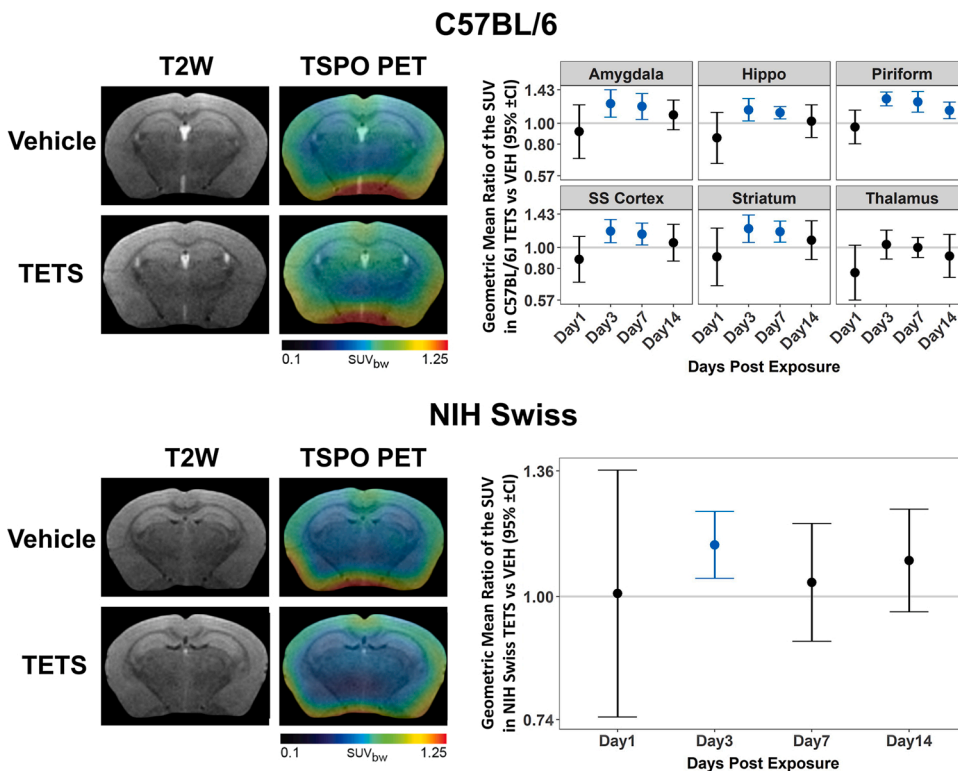 C57BL/6
T2W
TSPO PET
Vehicle
TETS
0.1
SUVbw
1.25
Geometric Mean Ratio of the SUV
in C57BL/6J TETS vs VEH (95% ±CI)
Amygdala
Hippo
Piriform
1.43
1.00
0.80
0.57
SS Cortex
Striatum
Thalamus
1.43
1.00
0.80
0.57
Day1 Day3 Day7 Day14
Day1 Day3 Day7 Day14
Day1 Day3 Day7 Day14
Days Post Exposure
NIH Swiss
T2W
TSPO PET
Vehicle
TETS
0.1
SUVbw
1.25
Geometric Mean Ratio of the SUV
in NIH Swiss TETS vs VEH (95% ±CI)
1.36
1.00
0.74
Day1 Day3 Day7 Day14
Days Post Exposure